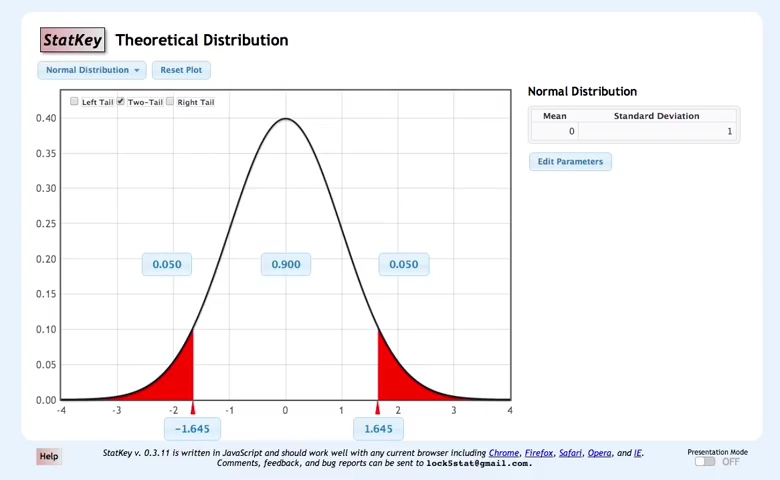 StatKey Theoretical Distribution
Normal Distribution Reset Plot
Left Tail Two-Tail Right Tail
0.40
0.35
0.30
0.25
0.20
0.15
0.10
0.05
0.00
0.050 0.900 0.050
-4 -3 -2 -1 0 1 2 3 4
−1.645 1.645
Normal Distribution
Mean Standard Deviation
0 1
Edit Parameters
Help
StatKey v. 0.3.11 is written in JavaScript and should work well with any current browser including Chrome, Firefox, Safari, Opera, and IE.
Comments, feedback, and bug reports can be sent to lock5stat@gmail.com.
Presentation Mode
OFF